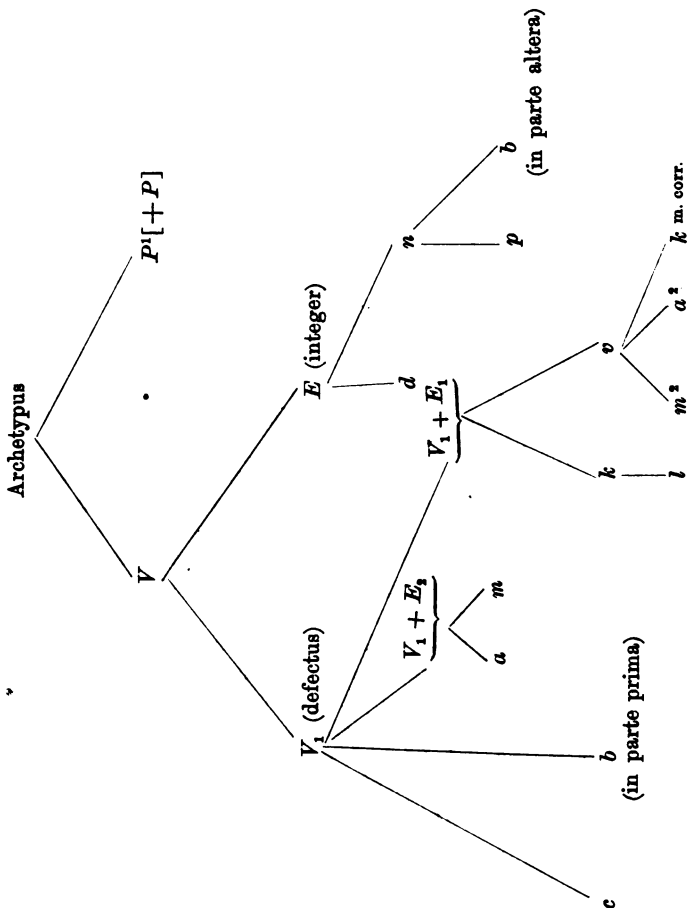 Archetypus
V
P¹[+P]
V₁ (defectus)
E (integer)
V₁ + E₂
V₁ + E₁
d
n
a
m
p
b
(in parte altera)
c
b
(in parte prima)
k
v
l
m²
a²
k m. corr.